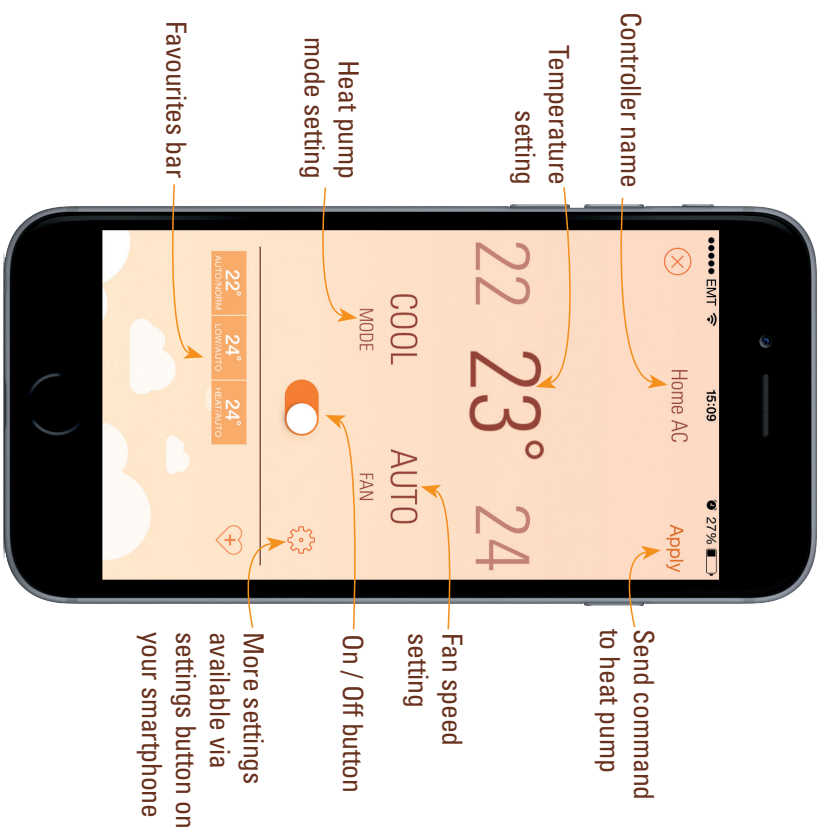 Controller name
Temperature
setting
Heat pump
mode setting
Favourites bar
EMT 15:09 27%
Home AC Apply
22 23° 24
COOL AUTO
MODE FAN
22° 24° 24°
AUTO/NORM. LOW/AUTO HEAT/AUTO
Send command
to heat pump
Fan speed
setting
On / Off button
More settings
available via
settings button on
your smartphone